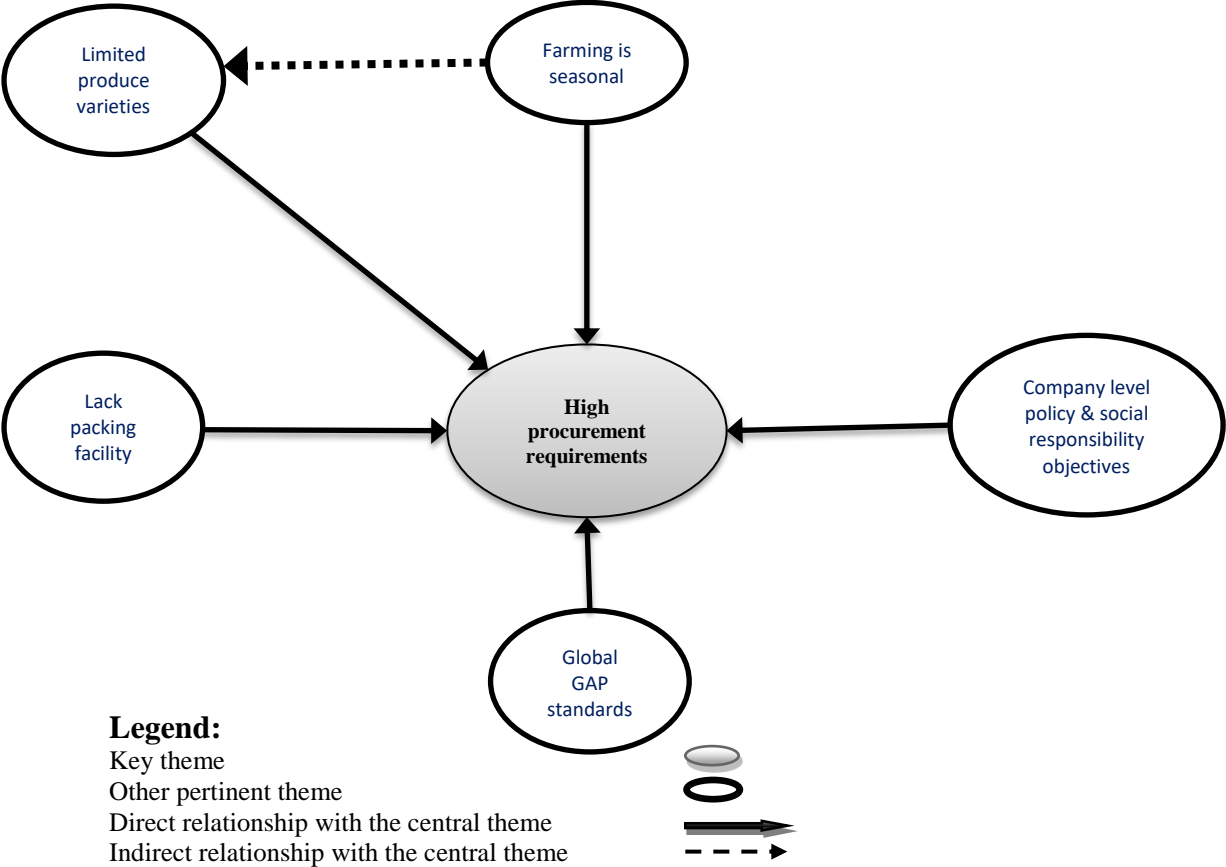 Limited
produce
varieties
Farming is
seasonal
Lack
packing
facility
High
procurement
requirements
Company level
policy & social
responsibility
objectives
Global
GAP
standards
Legend:
Key theme
Other pertinent theme
Direct relationship with the central theme
Indirect relationship with the central theme